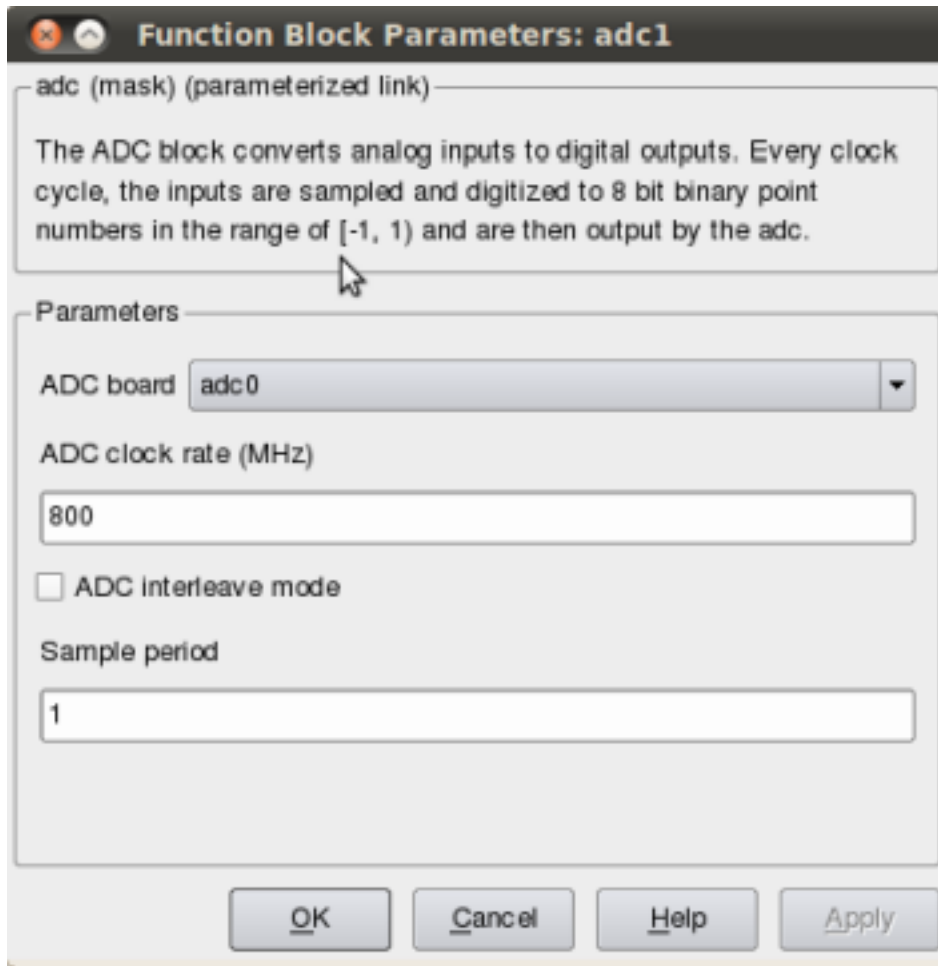 Function Block Parameters: adc1
adc (mask) (parameterized link)
The ADC block converts analog inputs to digital outputs. Every clock
cycle, the inputs are sampled and digitized to 8 bit binary point
numbers in the range of [-1, 1) and are then output by the adc.
Parameters
ADC board adc0
ADC clock rate (MHz)
800
ADC interleave mode
Sample period
1
OK Cancel Help Apply